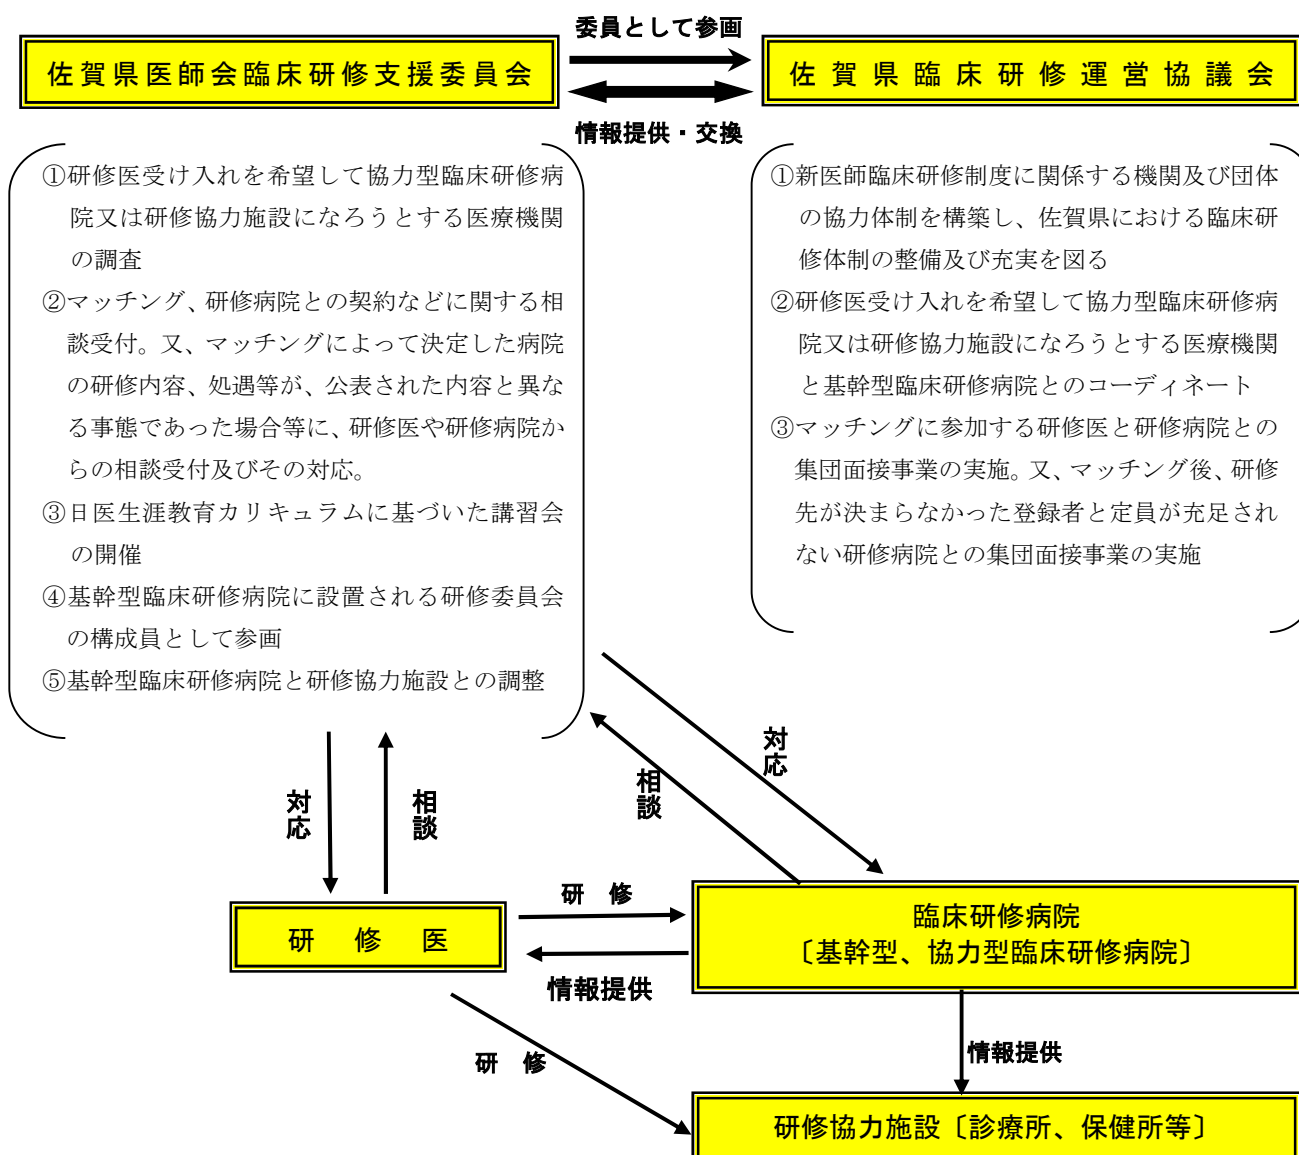 委員として参画
佐賀県医師会臨床研修支援委員会
佐賀県臨床研修運営協議会
情報提供・交換
①研修医受け入れを希望して協力型臨床研修病
院又は研修協力施設になろうとする医療機関
の調査
②マッチング、研修病院との契約などに関する相
談受付。又、マッチングによって決定した病院
の研修内容、処遇等が、公表された内容と異な
る事態であった場合等に、研修医や研修病院か
らの相談受付及びその対応。
③日医生涯教育カリキュラムに基づいた講習会
の開催
④基幹型臨床研修病院に設置される研修委員会
の構成員として参画
⑤基幹型臨床研修病院と研修協力施設との調整
①新医師臨床研修制度に関係する機関及び団体
の協力体制を構築し、佐賀県における臨床研
修体制の整備及び充実を図る
②研修医受け入れを希望して協力型臨床研修病
院又は研修協力施設になろうとする医療機関
と基幹型臨床研修病院とのコーディネート
③マッチングに参加する研修医と研修病院との
集団面接事業の実施。又、マッチング後、研修
先が決まらなかった登録者と定員が充足され
ない研修病院との集団面接事業の実施
対応
相談
相談
対応
研修医
研 修
情報提供
臨床研修病院
〔基幹型、協力型臨床研修病院〕
研 修
情報提供
研修協力施設〔診療所、保健所等〕